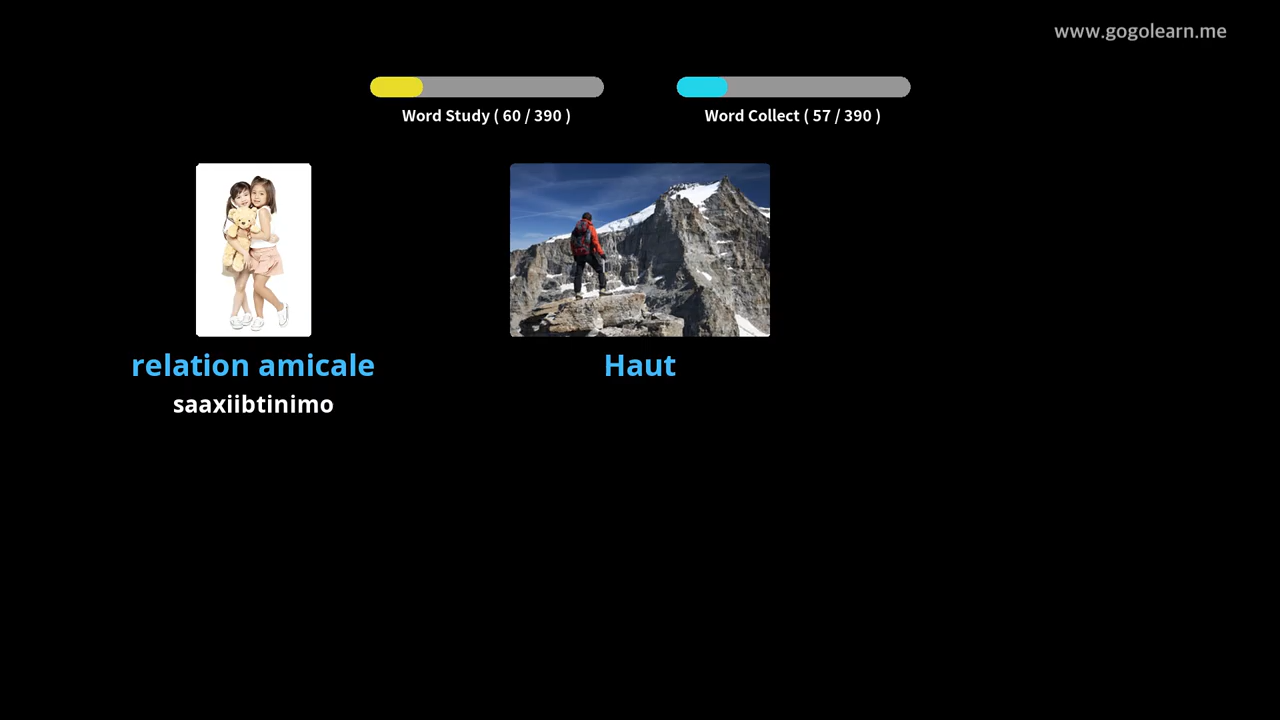 www.gogolearn.me
Word Study ( 60 / 390 )
Word Collect ( 57 / 390 )
relation amicale
saaxiibtinimo
Haut